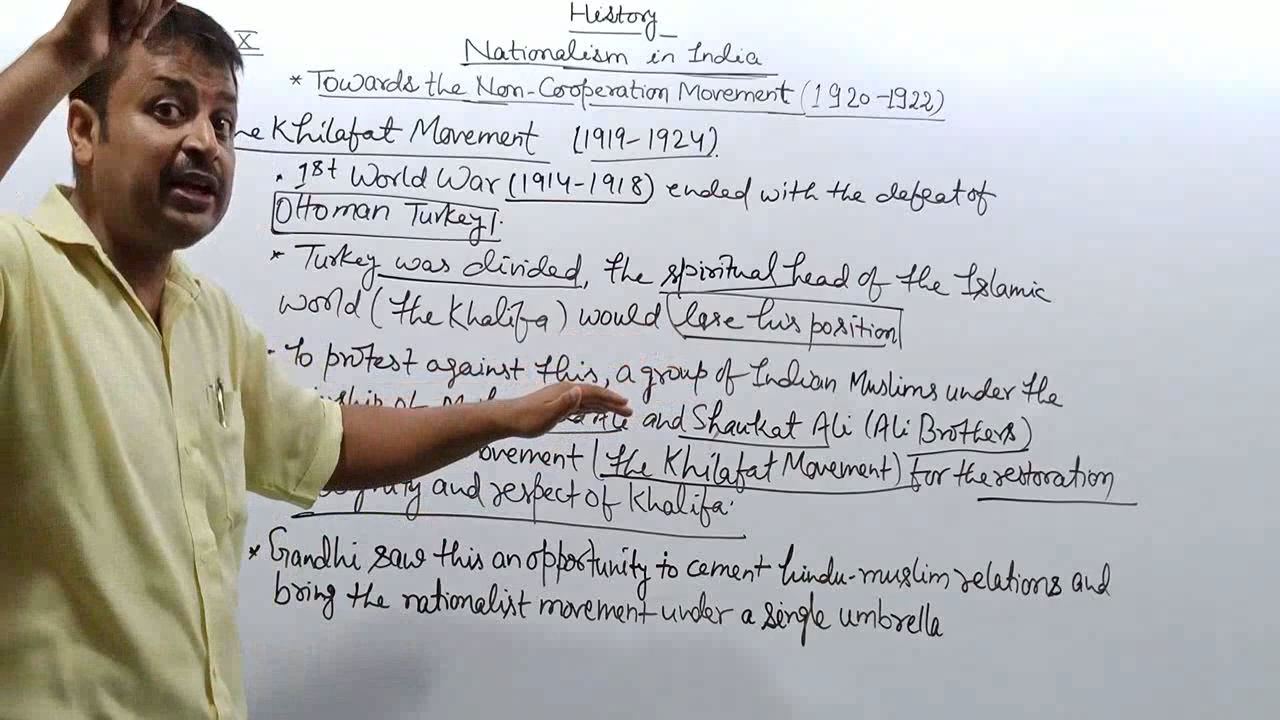 History
X
Nationalism in India
* Towards the Non-Cooperation Movement (1920-1922)
Khilafat Movement (1919-1924)
• 1st World War (1914-1918) ended with the defeat of
Ottoman Turkey.
* Turkey was divided, the spiritual head of the Islamic
world (the Khalifa) would lose his position
• To protest against this, a group of Indian Muslims under the
of Ali and Shaukat Ali (Ali Brothers)
(the Khilafat Movement) for the restoration
and respect of Khalifa.
* Gandhi saw this an opportunity to cement hindu-muslim relations and
bring the nationalist movement under a single umbrella